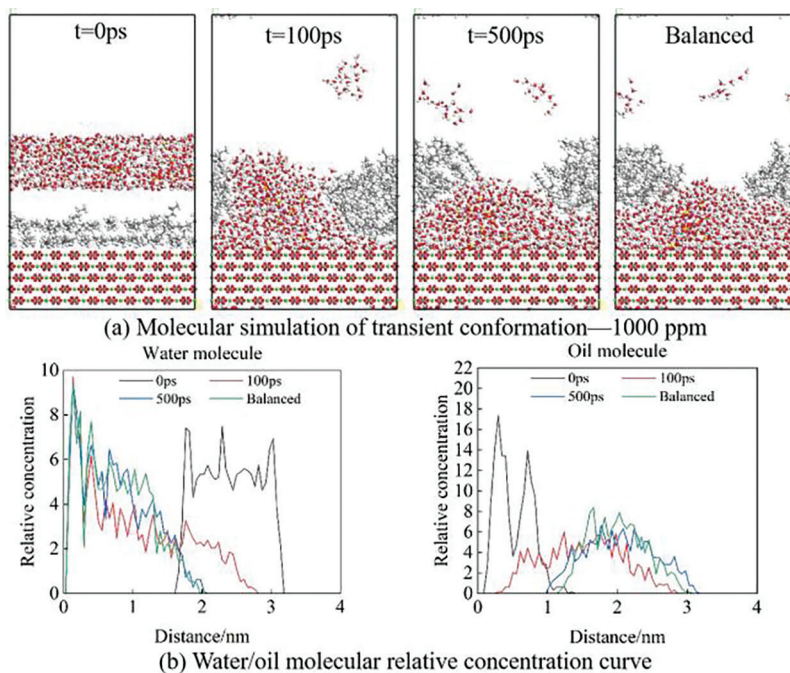 t=0ps
t=100ps
t=500ps
Balanced
(a) Molecular simulation of transient conformation—1000 ppm
Water molecule
0ps
100ps
500ps
Balanced
10
8
6
4
2
0
Relative concentration
0
1
2
3
4
Distance/nm
Oil molecule
0ps
100ps
500ps
Balanced
22
20
18
16
14
12
10
8
6
4
2
0
Relative concentration
0
1
2
3
4
Distance/nm
(b) Water/oil molecular relative concentration curve